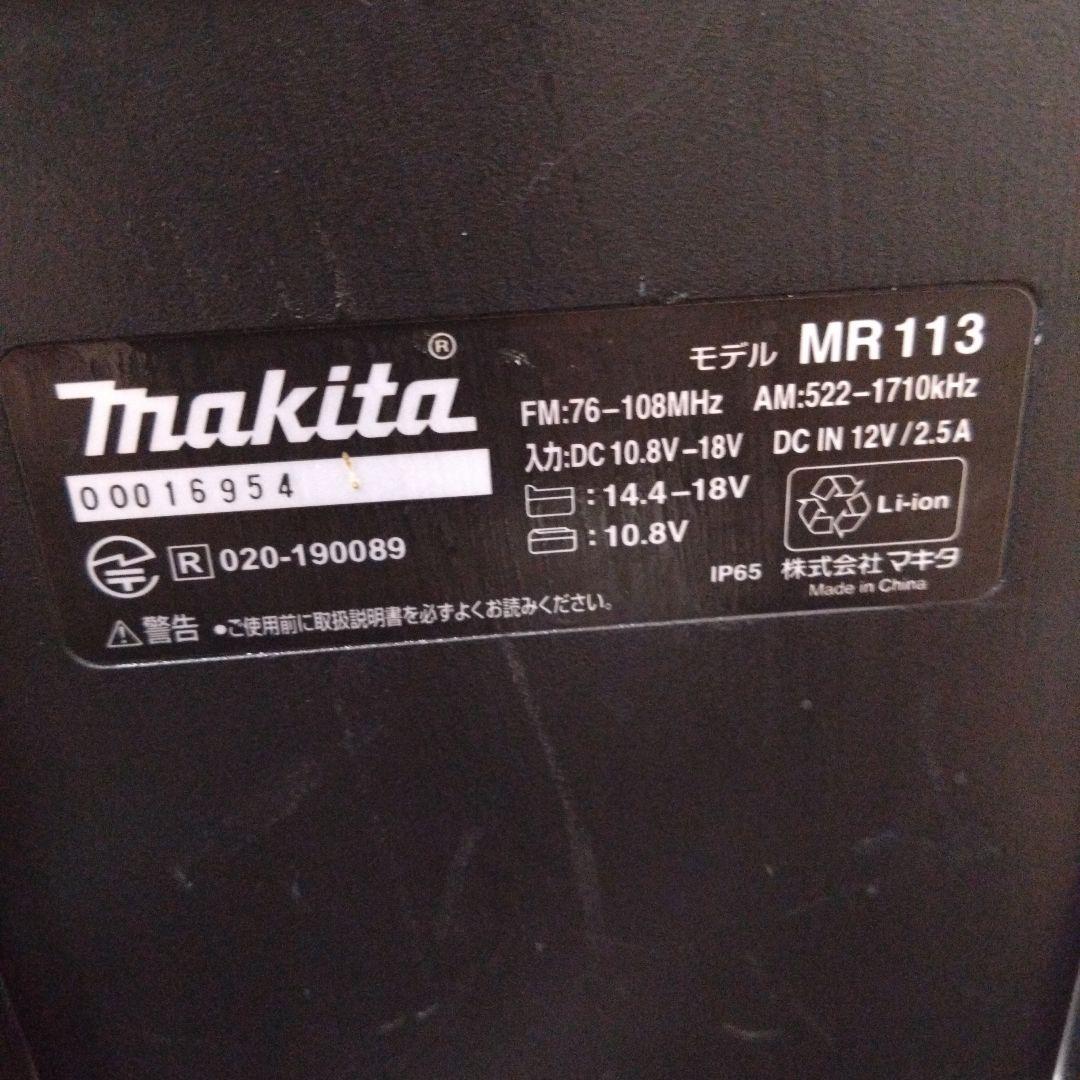 makita®
00016954
R 020-190089
モデル MR113
FM:76-108MHz AM:522-1710kHz
入力:DC 10.8V-18V DC IN 12V/2.5A
:14.4-18V
:10.8V
Li-ion
IP65 株式会社 マキタ
Made in China
警告 ●ご使用前に取扱説明書を必ずよくお読みください。